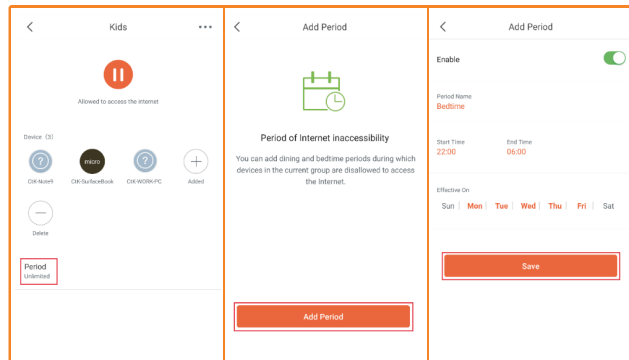 Kids
Allowed to access the internet
Device (3)
CtK-Note9
micro
CtK-SurfaceBook
CtK-WORK-PC
Added
Delete
Period
Unlimited
Add Period
Period of Internet inaccessibility
You can add dining and bedtime periods during which
devices in the current group are disallowed to access
the Internet.
Add Period
Add Period
Enable
Period Name
Bedtime
Start Time End Time
22:00 06:00
Effective On
Sun Mon Tue Wed Thu Fri Sat
Save